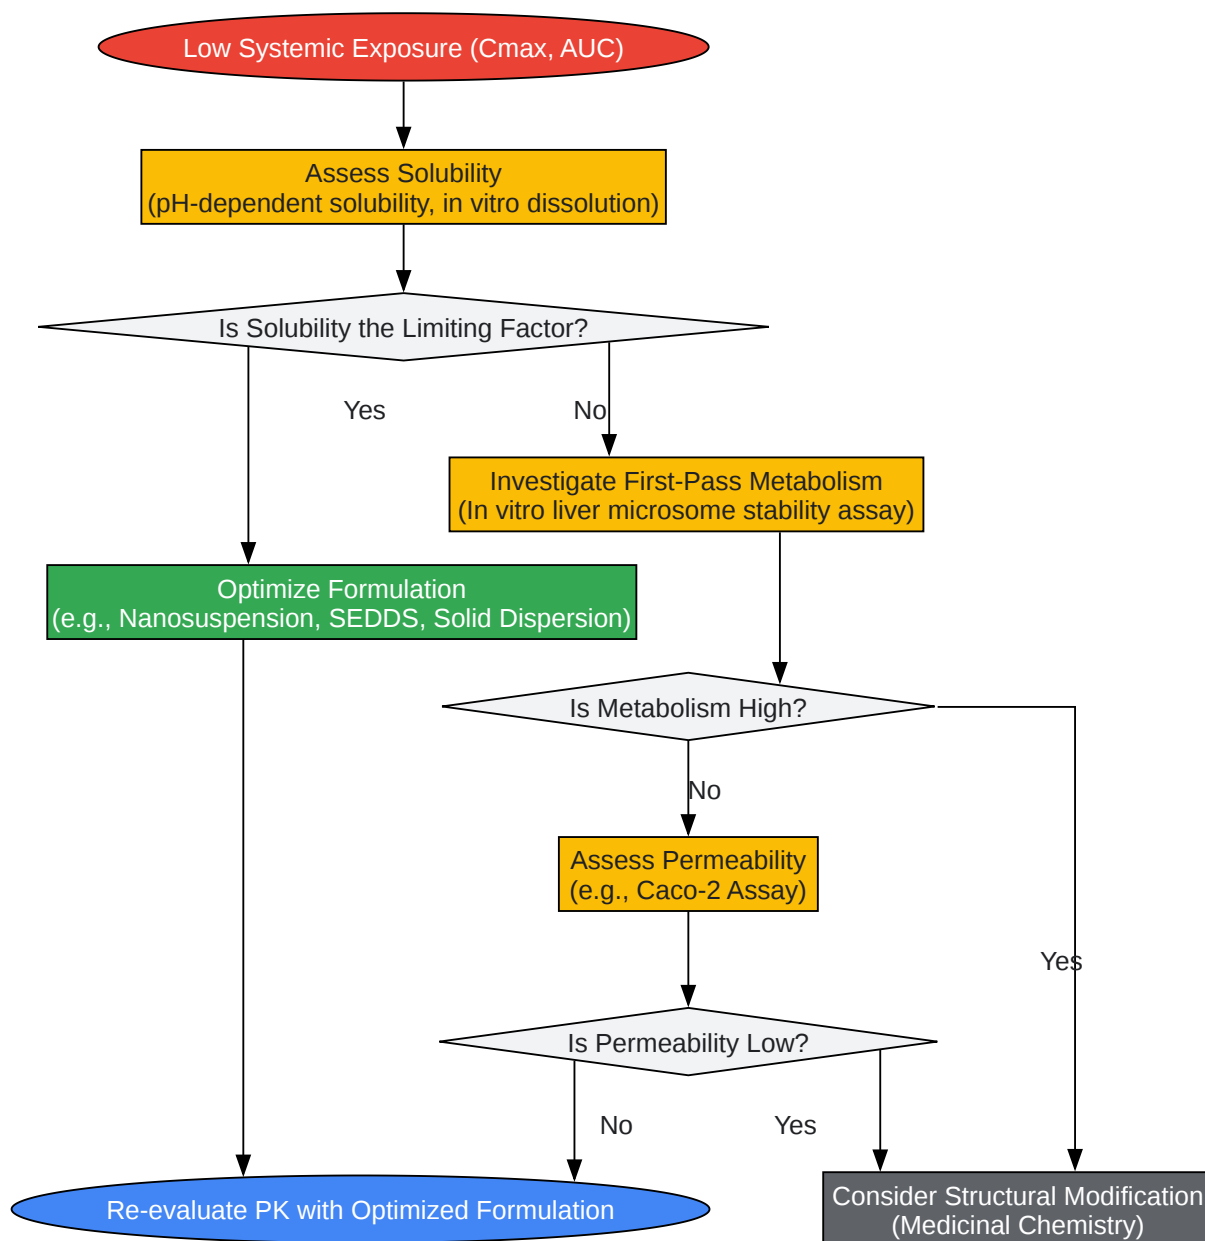 Low Systemic Exposure (Cmax, AUC)
Assess Solubility
(pH-dependent solubility, in vitro dissolution)
Is Solubility the Limiting Factor?
Yes
No
Investigate First-Pass Metabolism
(In vitro liver microsome stability assay)
Optimize Formulation
(e.g., Nanosuspension, SEDDS, Solid Dispersion)
Is Metabolism High?
No
Assess Permeability
(e.g., Caco-2 Assay)
Yes
Is Permeability Low?
No
Yes
Re-evaluate PK with Optimized Formulation
Consider Structural Modification
(Medicinal Chemistry)